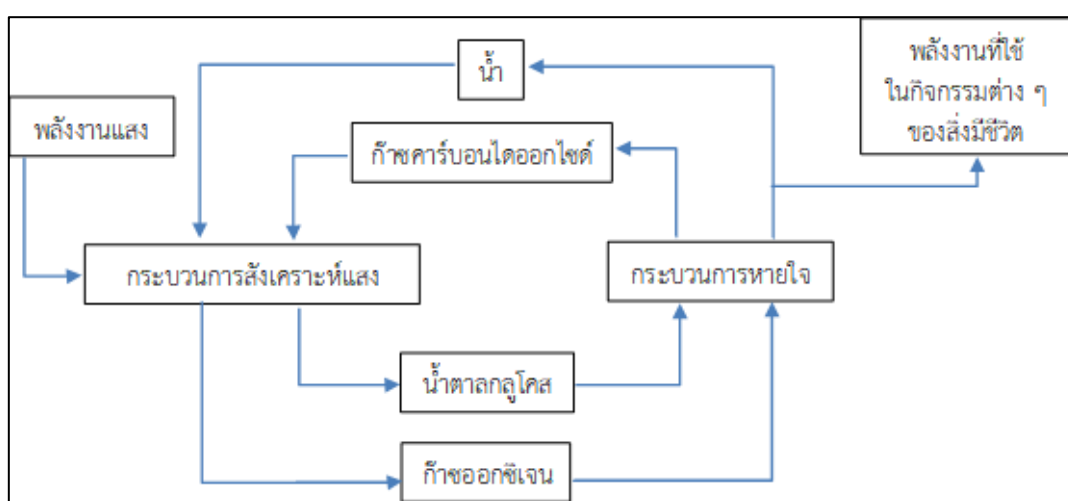 น้ำ
พลังงานที่ใช้
ในกิจกรรมต่าง ๆ
ของสิ่งมีชีวิต
พลังงานแสง
ก๊าซคาร์บอนไดออกไซด์
กระบวนการสังเคราะห์แสง
กระบวนการหายใจ
น้ำตาลกลูโคส
ก๊าซออกซิเจน